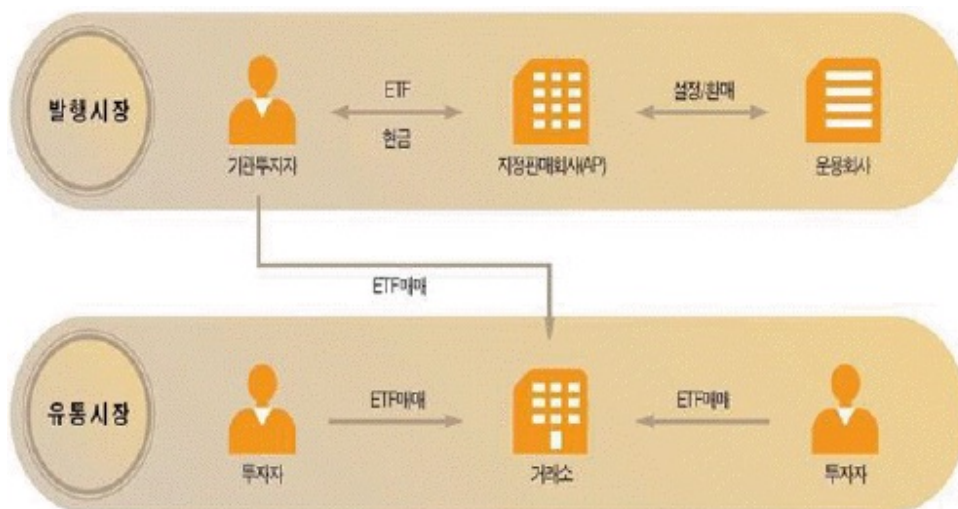 발행시장
ETF
현금
설정/환매
기관투자자
지정판매회사(AP)
운용회사
ETF매매
유통시장
ETF매매
ETF매매
투자자
거래소
투자자